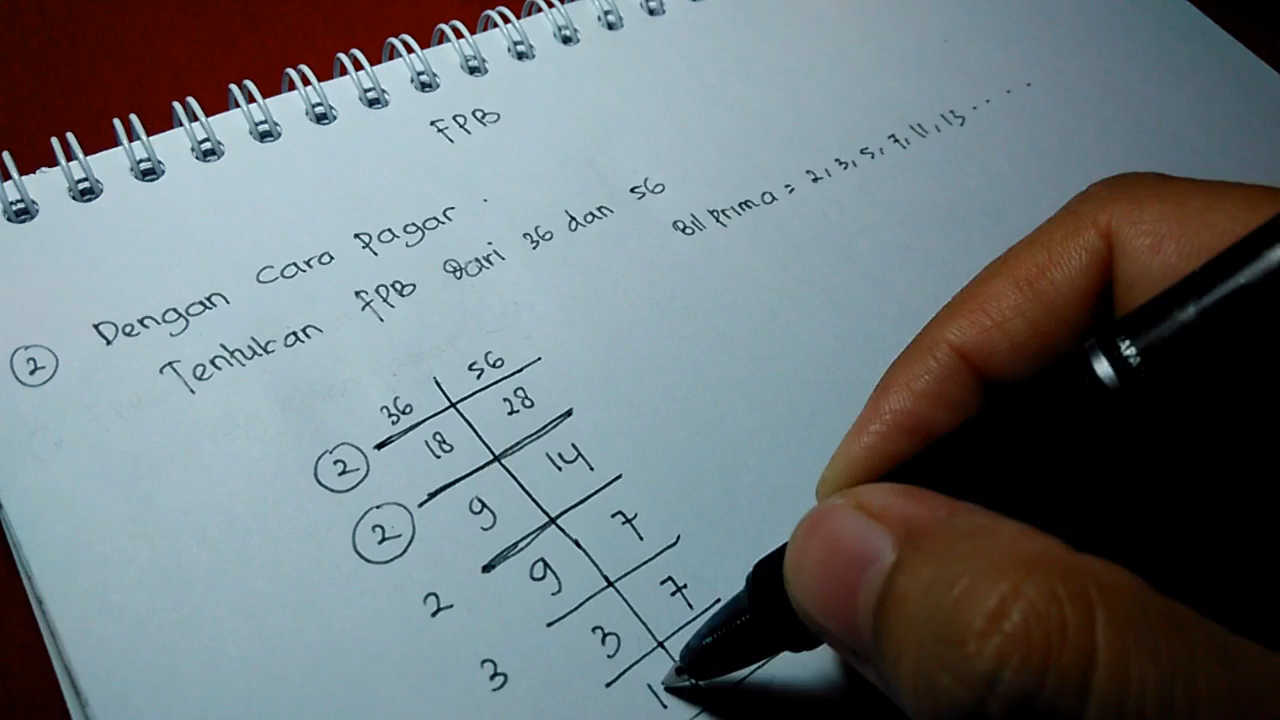 FPB
② Dengan Cara Pagar.
Tentukan FPB dari 36 dan 56
Bil prima = 2, 3, 5, 7, 11, 13 ....
36 56
② 18 28
② 9 14
2 9 7
3 3 7
1